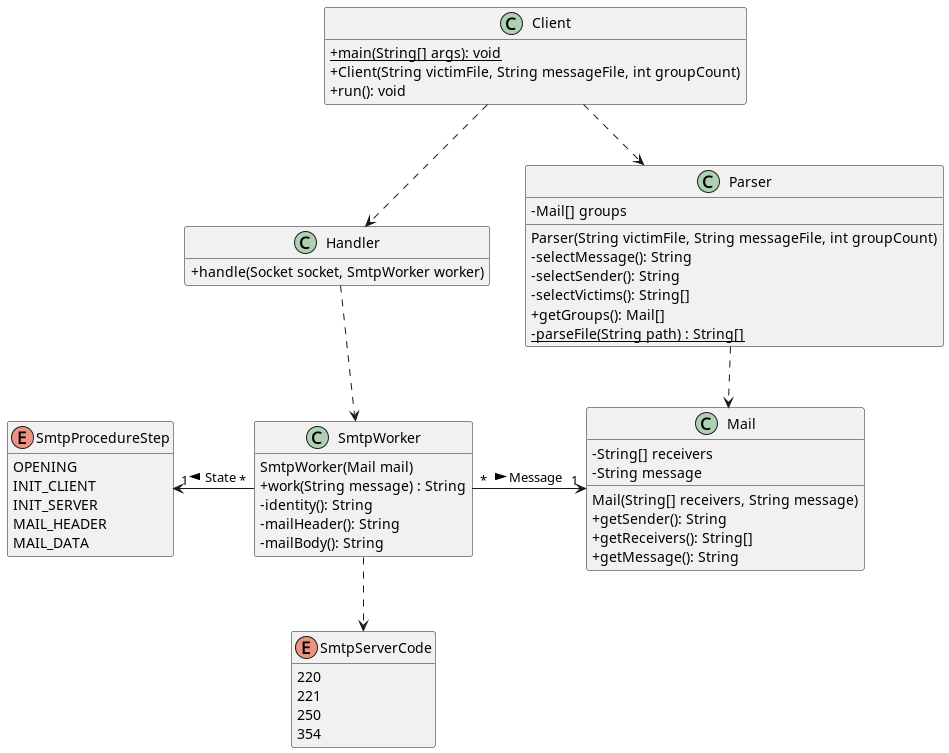 C Client
+main(String[] args): void
+Client(String victimFile, String messageFile, int groupCount)
+run(): void
C Parser
-Mail[] groups
Parser(String victimFile, String messageFile, int groupCount)
-selectMessage(): String
-selectSender(): String
-selectVictims(): String[]
+getGroups(): Mail[]
-parseFile(String path) : String[]
C Handler
+handle(Socket socket, SmtpWorker worker)
E SmtpProcedureStep
OPENING
INIT_CLIENT
INIT_SERVER
MAIL_HEADER
MAIL_DATA
1 State *
C SmtpWorker
SmtpWorker(Mail mail)
+work(String message) : String
-identity(): String
-mailHeader(): String
-mailBody(): String
* Message 1
C Mail
-String[] receivers
-String message
Mail(String[] receivers, String message)
+getSender(): String
+getReceivers(): String[]
+getMessage(): String
E SmtpServerCode
220
221
250
354